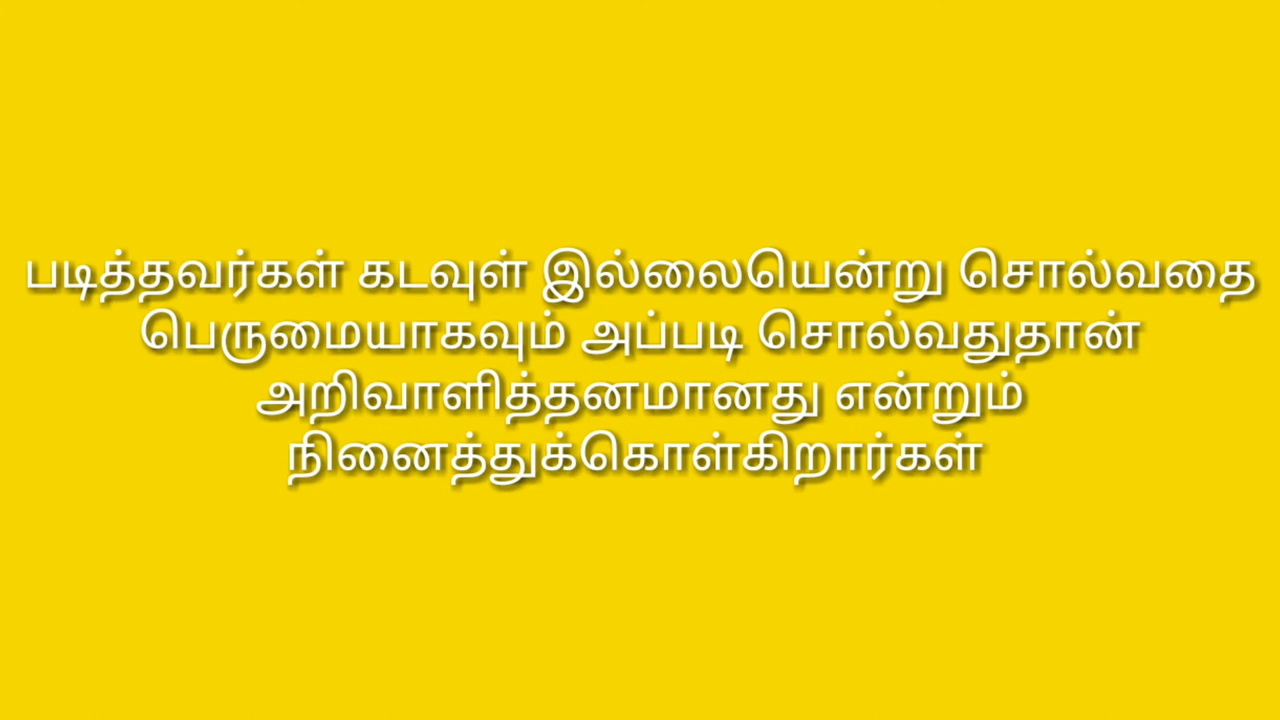 படித்தவர்கள் கடவுள் இல்லையென்று சொல்வதை
பெருமையாகவும் அப்படி சொல்வதுதான்
அறிவாளித்தனமானது என்றும்
நினைத்துக்கொள்கிறார்கள்